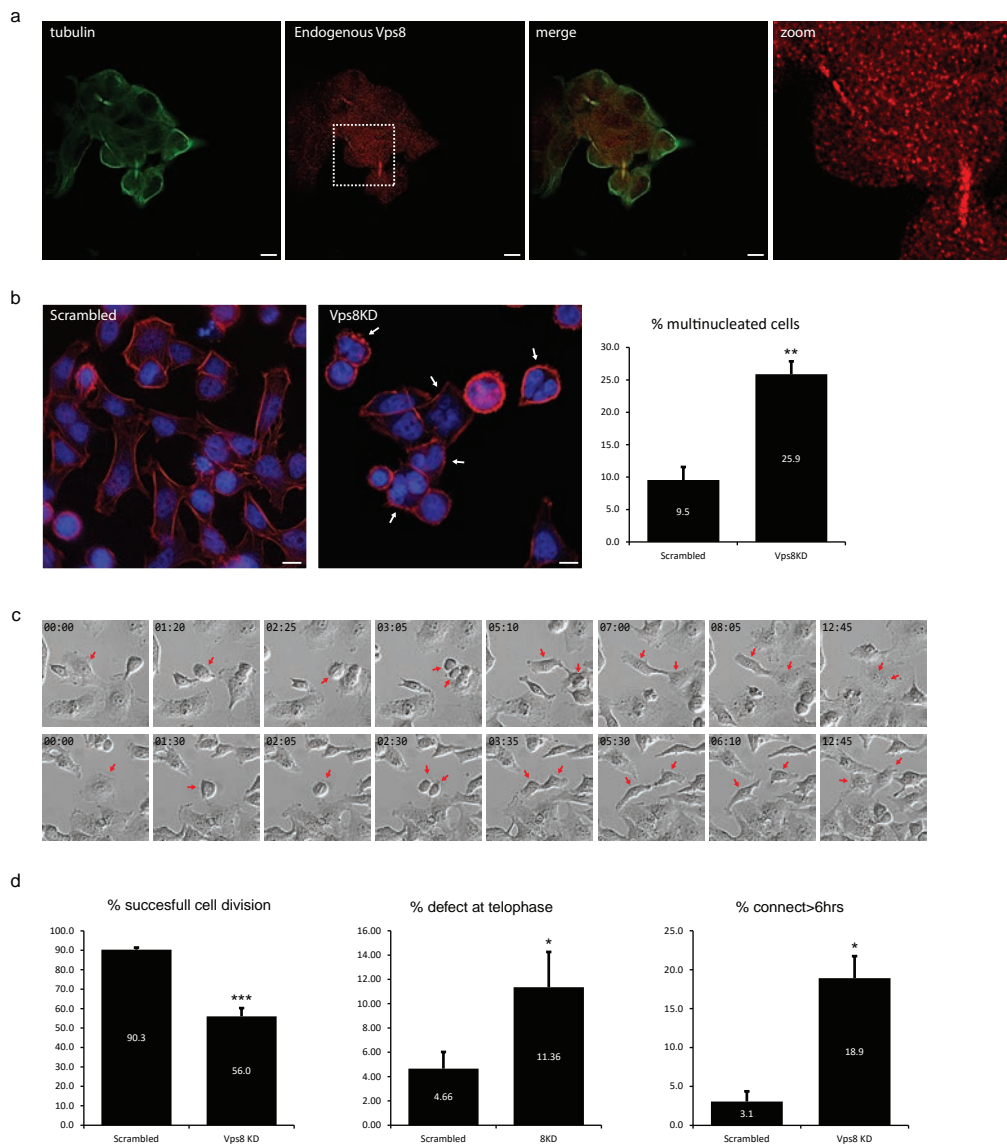 a
tubulin
Endogenous Vps8
merge
zoom
b
Scrambled
Vps8KD
% multinucleated cells
30.0
25.0
20.0
15.0
10.0
5.0
0.0
**
9.5
25.9
Scrambled
Vps8KD
c
00:00
01:20
02:25
03:05
05:10
07:00
08:05
12:45
00:00
01:30
02:05
02:30
03:35
05:30
06:10
12:45
d
% succesfull cell division
100.0
90.0
80.0
70.0
60.0
50.0
40.0
30.0
20.0
10.0
0.0
***
90.3
56.0
Scrambled
Vps8 KD
% defect at telophase
16.00
14.00
12.00
10.00
8.00
6.00
4.00
2.00
0.00
*
4.66
11.36
Scrambled
8KD
% connect>6hrs
25.0
20.0
15.0
10.0
5.0
0.0
*
3.1
18.9
Scrambled
Vps8 KD